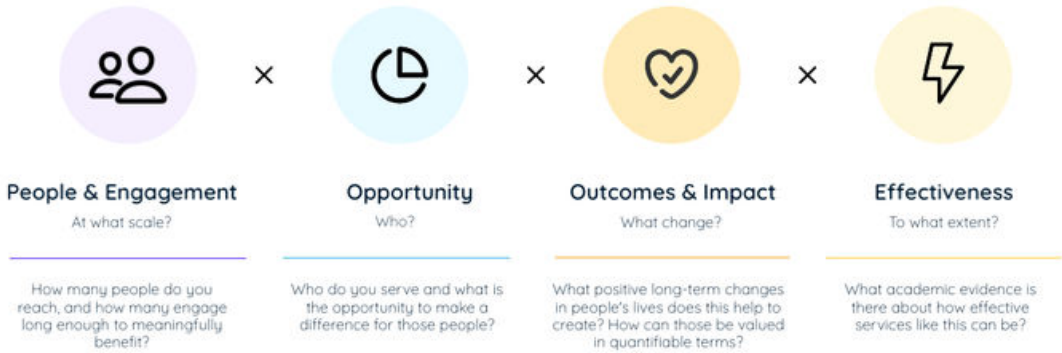 × × ×
People & Engagement
At what scale?
How many people do you
reach, and how many engage
long enough to meaningfully
benefit?
Opportunity
Who?
Who do you serve and what is
the opportunity to make a
difference for those people?
Outcomes & Impact
What change?
What positive long-term changes
in people's lives does this help to
create? How can those be valued
in quantifiable terms?
Effectiveness
To what extent?
What academic evidence is
there about how effective
services like this can be?